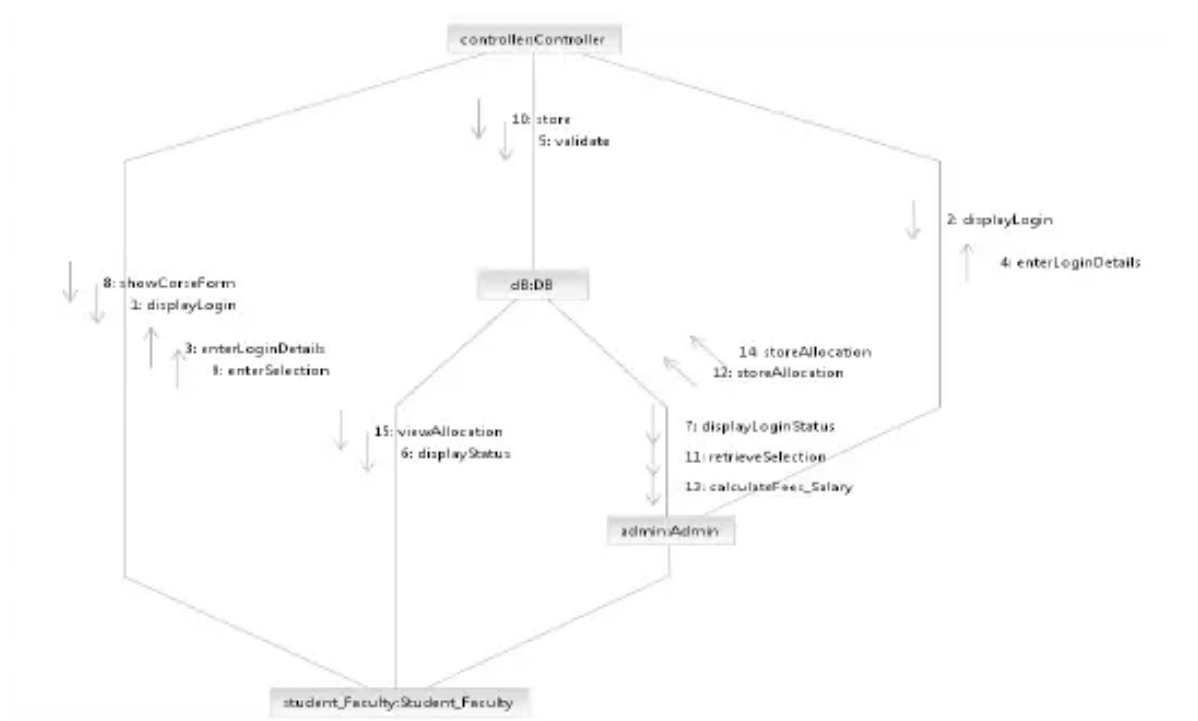 controller:Controller
10: store
5: validate
2: displayLogin
4: enterLoginDetails
dB:DB
8: showCorseForm
1: displayLogin
3: enterLoginDetails
9: enterSelection
14: storeAllocation
12: storeAllocation
15: viewAllocation
6: displayStatus
7: displayLoginStatus
11: retrieveSelection
13: calculateFees_Salary
admin:Admin
student_Faculty:Student_Faculty